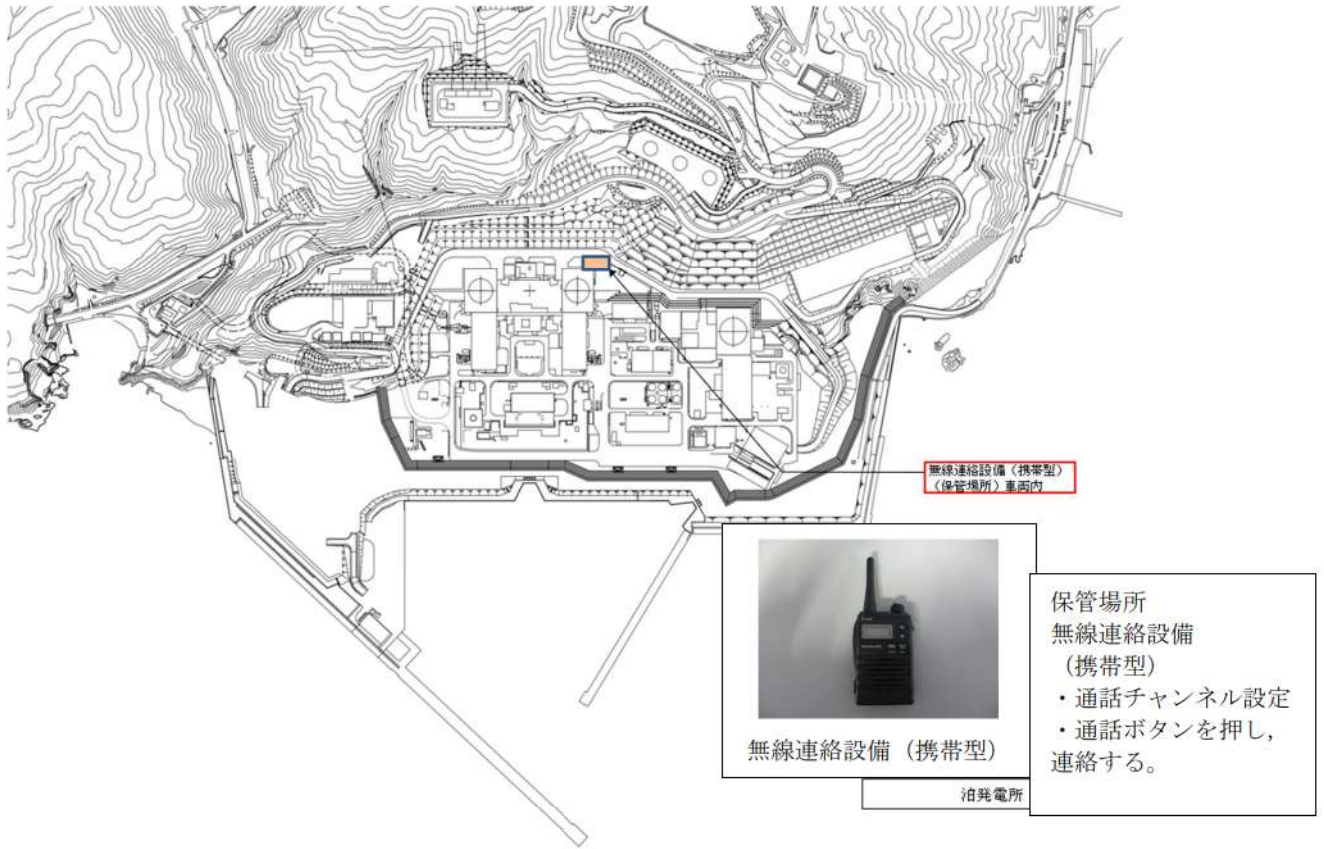 無線連絡設備（携帯型）
（保管場所）車両内
無線連絡設備（携帯型）
保管場所
無線連絡設備
（携帯型）
・通話チャンネル設定
・通話ボタンを押し，
連絡する。
泊発電所